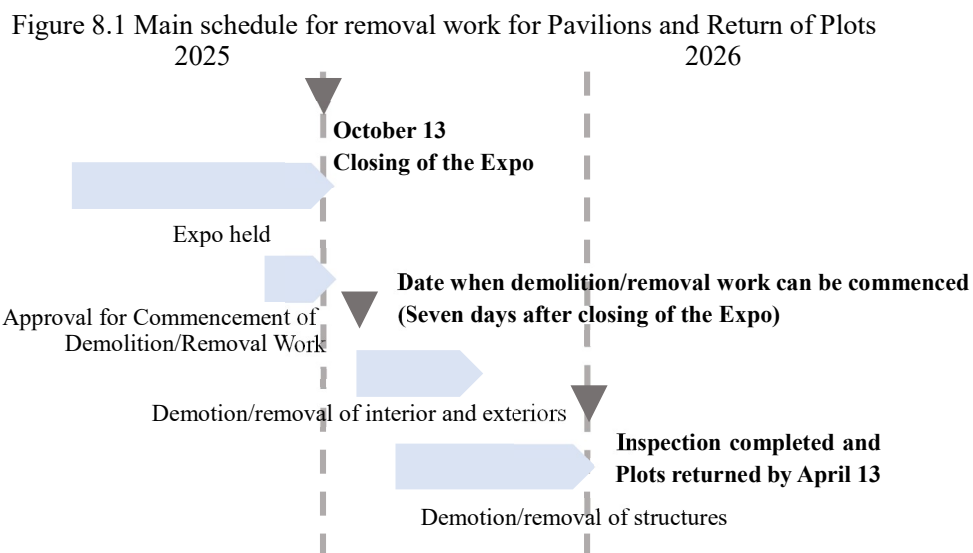 Figure 8.1 Main schedule for removal work for Pavilions and Return of Plots
2025
2026
October 13
Closing of the Expo
Expo held
Date when demolition/removal work can be commenced
(Seven days after closing of the Expo)
Approval for Commencement of
Demolition/Removal Work
Demotion/removal of interior and exteriors
Inspection completed and
Plots returned by April 13
Demotion/removal of structures